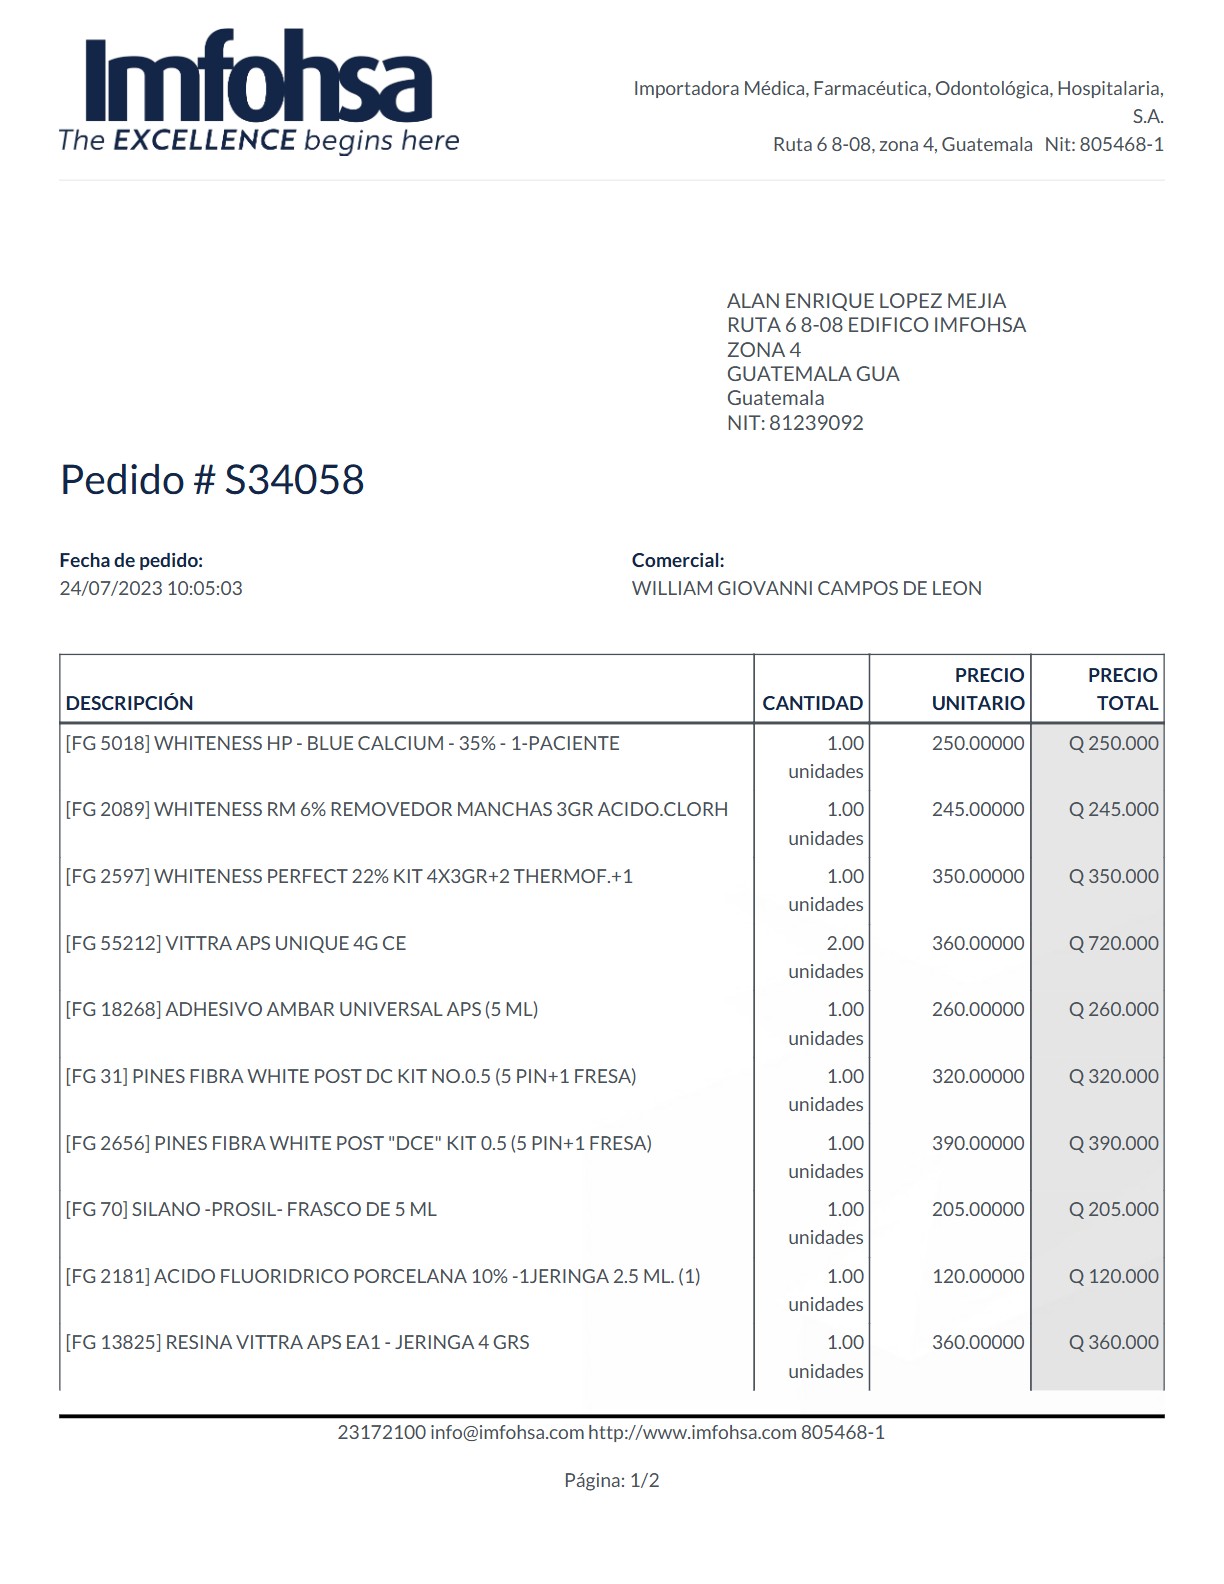 Imfohsa
The EXCELLENCE begins here
Importadora Médica, Farmacéutica, Odontológica, Hospitalaria,
S.A.
Ruta 6 8-08, zona 4, Guatemala Nit: 805468-1
ALAN ENRIQUE LOPEZ MEJIA
RUTA 6 8-08 EDIFICO IMFOHSA
ZONA 4
GUATEMALA GUA
Guatemala
NIT: 81239092
Pedido # S34058
Fecha de pedido: Comercial:
24/07/2023 10:05:03 WILLIAM GIOVANNI CAMPOS DE LEON
PRECIO PRECIO
DESCRIPCIÓN CANTIDAD UNITARIO TOTAL
[FG 5018] WHITENESS HP - BLUE CALCIUM - 35% - 1-PACIENTE 1.00 250.00000 Q 250.000
unidades
[FG 2089] WHITENESS RM 6% REMOVEDOR MANCHAS 3GR ACIDO.CLORH 1.00 245.00000 Q 245.000
unidades
[FG 2597] WHITENESS PERFECT 22% KIT 4X3GR+2 THERMOF.+1 1.00 350.00000 Q 350.000
unidades
[FG 55212] VITTRA APS UNIQUE 4G CE 2.00 360.00000 Q 720.000
unidades
[FG 18268] ADHESIVO AMBAR UNIVERSAL APS (5 ML) 1.00 260.00000 Q 260.000
unidades
[FG 31] PINES FIBRA WHITE POST DC KIT NO.0.5 (5 PIN+1 FRESA) 1.00 320.00000 Q 320.000
unidades
[FG 2656] PINES FIBRA WHITE POST "DCE" KIT 0.5 (5 PIN+1 FRESA) 1.00 390.00000 Q 390.000
unidades
[FG 70] SILANO -PROSIL- FRASCO DE 5 ML 1.00 205.00000 Q 205.000
unidades
[FG 2181] ACIDO FLUORIDRICO PORCELANA 10% -1JERINGA 2.5 ML. (1) 1.00 120.00000 Q 120.000
unidades
[FG 13825] RESINA VITTRA APS EA1 - JERINGA 4 GRS 1.00 360.00000 Q 360.000
unidades
23172100 info@imfohsa.com http://www.imfohsa.com 805468-1
Página: 1/2